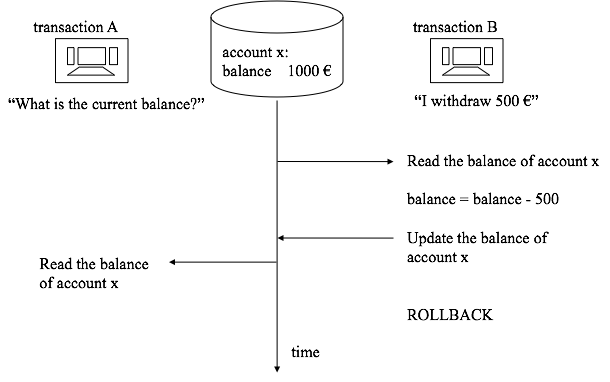 transaction A
transaction B
account x:
balance 1000 €
“What is the current balance?”
“I withdraw 500 €”
Read the balance of account x
balance = balance - 500
Update the balance of
account x
Read the balance
of account x
ROLLBACK
time